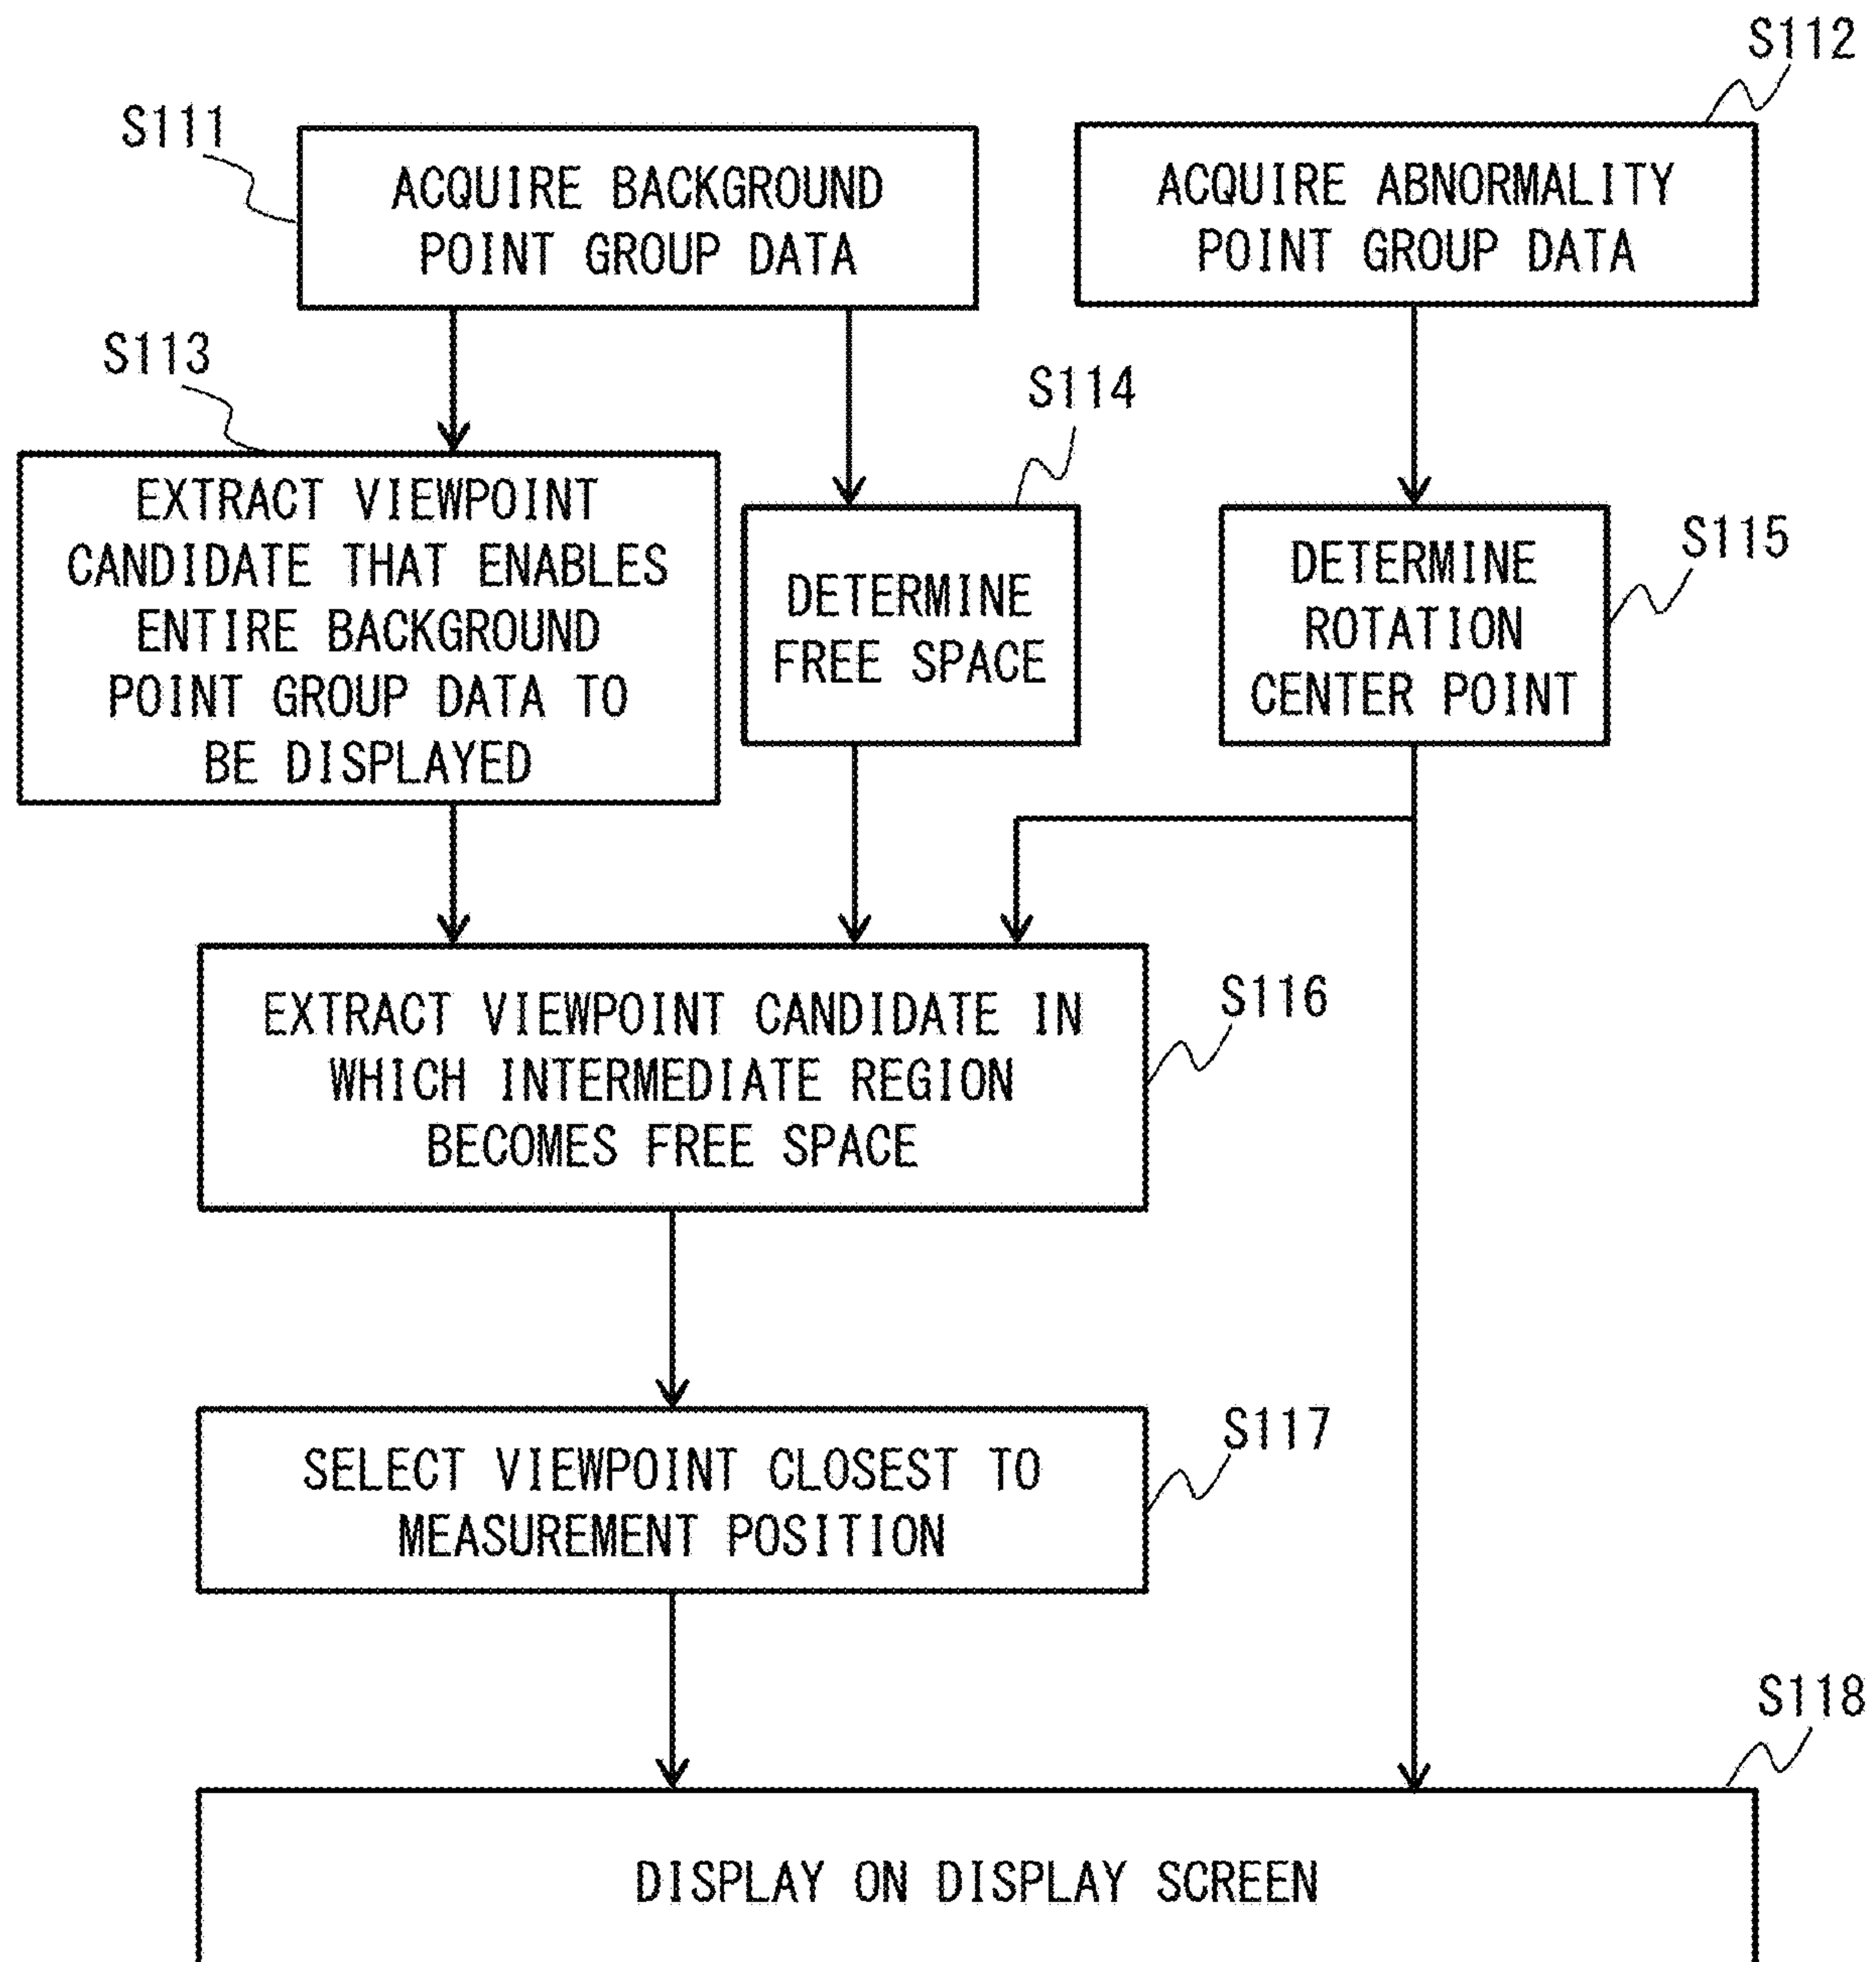 S112
S111
ACQUIRE BACKGROUND
POINT GROUP DATA
ACQUIRE ABNORMALITY
POINT GROUP DATA
S113
S114
EXTRACT VIEWPOINT
CANDIDATE THAT ENABLES
ENTIRE BACKGROUND
POINT GROUP DATA TO
BE DISPLAYED
DETERMINE
FREE SPACE
S115
DETERMINE
ROTATION
CENTER POINT
S116
EXTRACT VIEWPOINT CANDIDATE IN
WHICH INTERMEDIATE REGION
BECOMES FREE SPACE
S117
SELECT VIEWPOINT CLOSEST TO
MEASUREMENT POSITION
S118
DISPLAY ON DISPLAY SCREEN